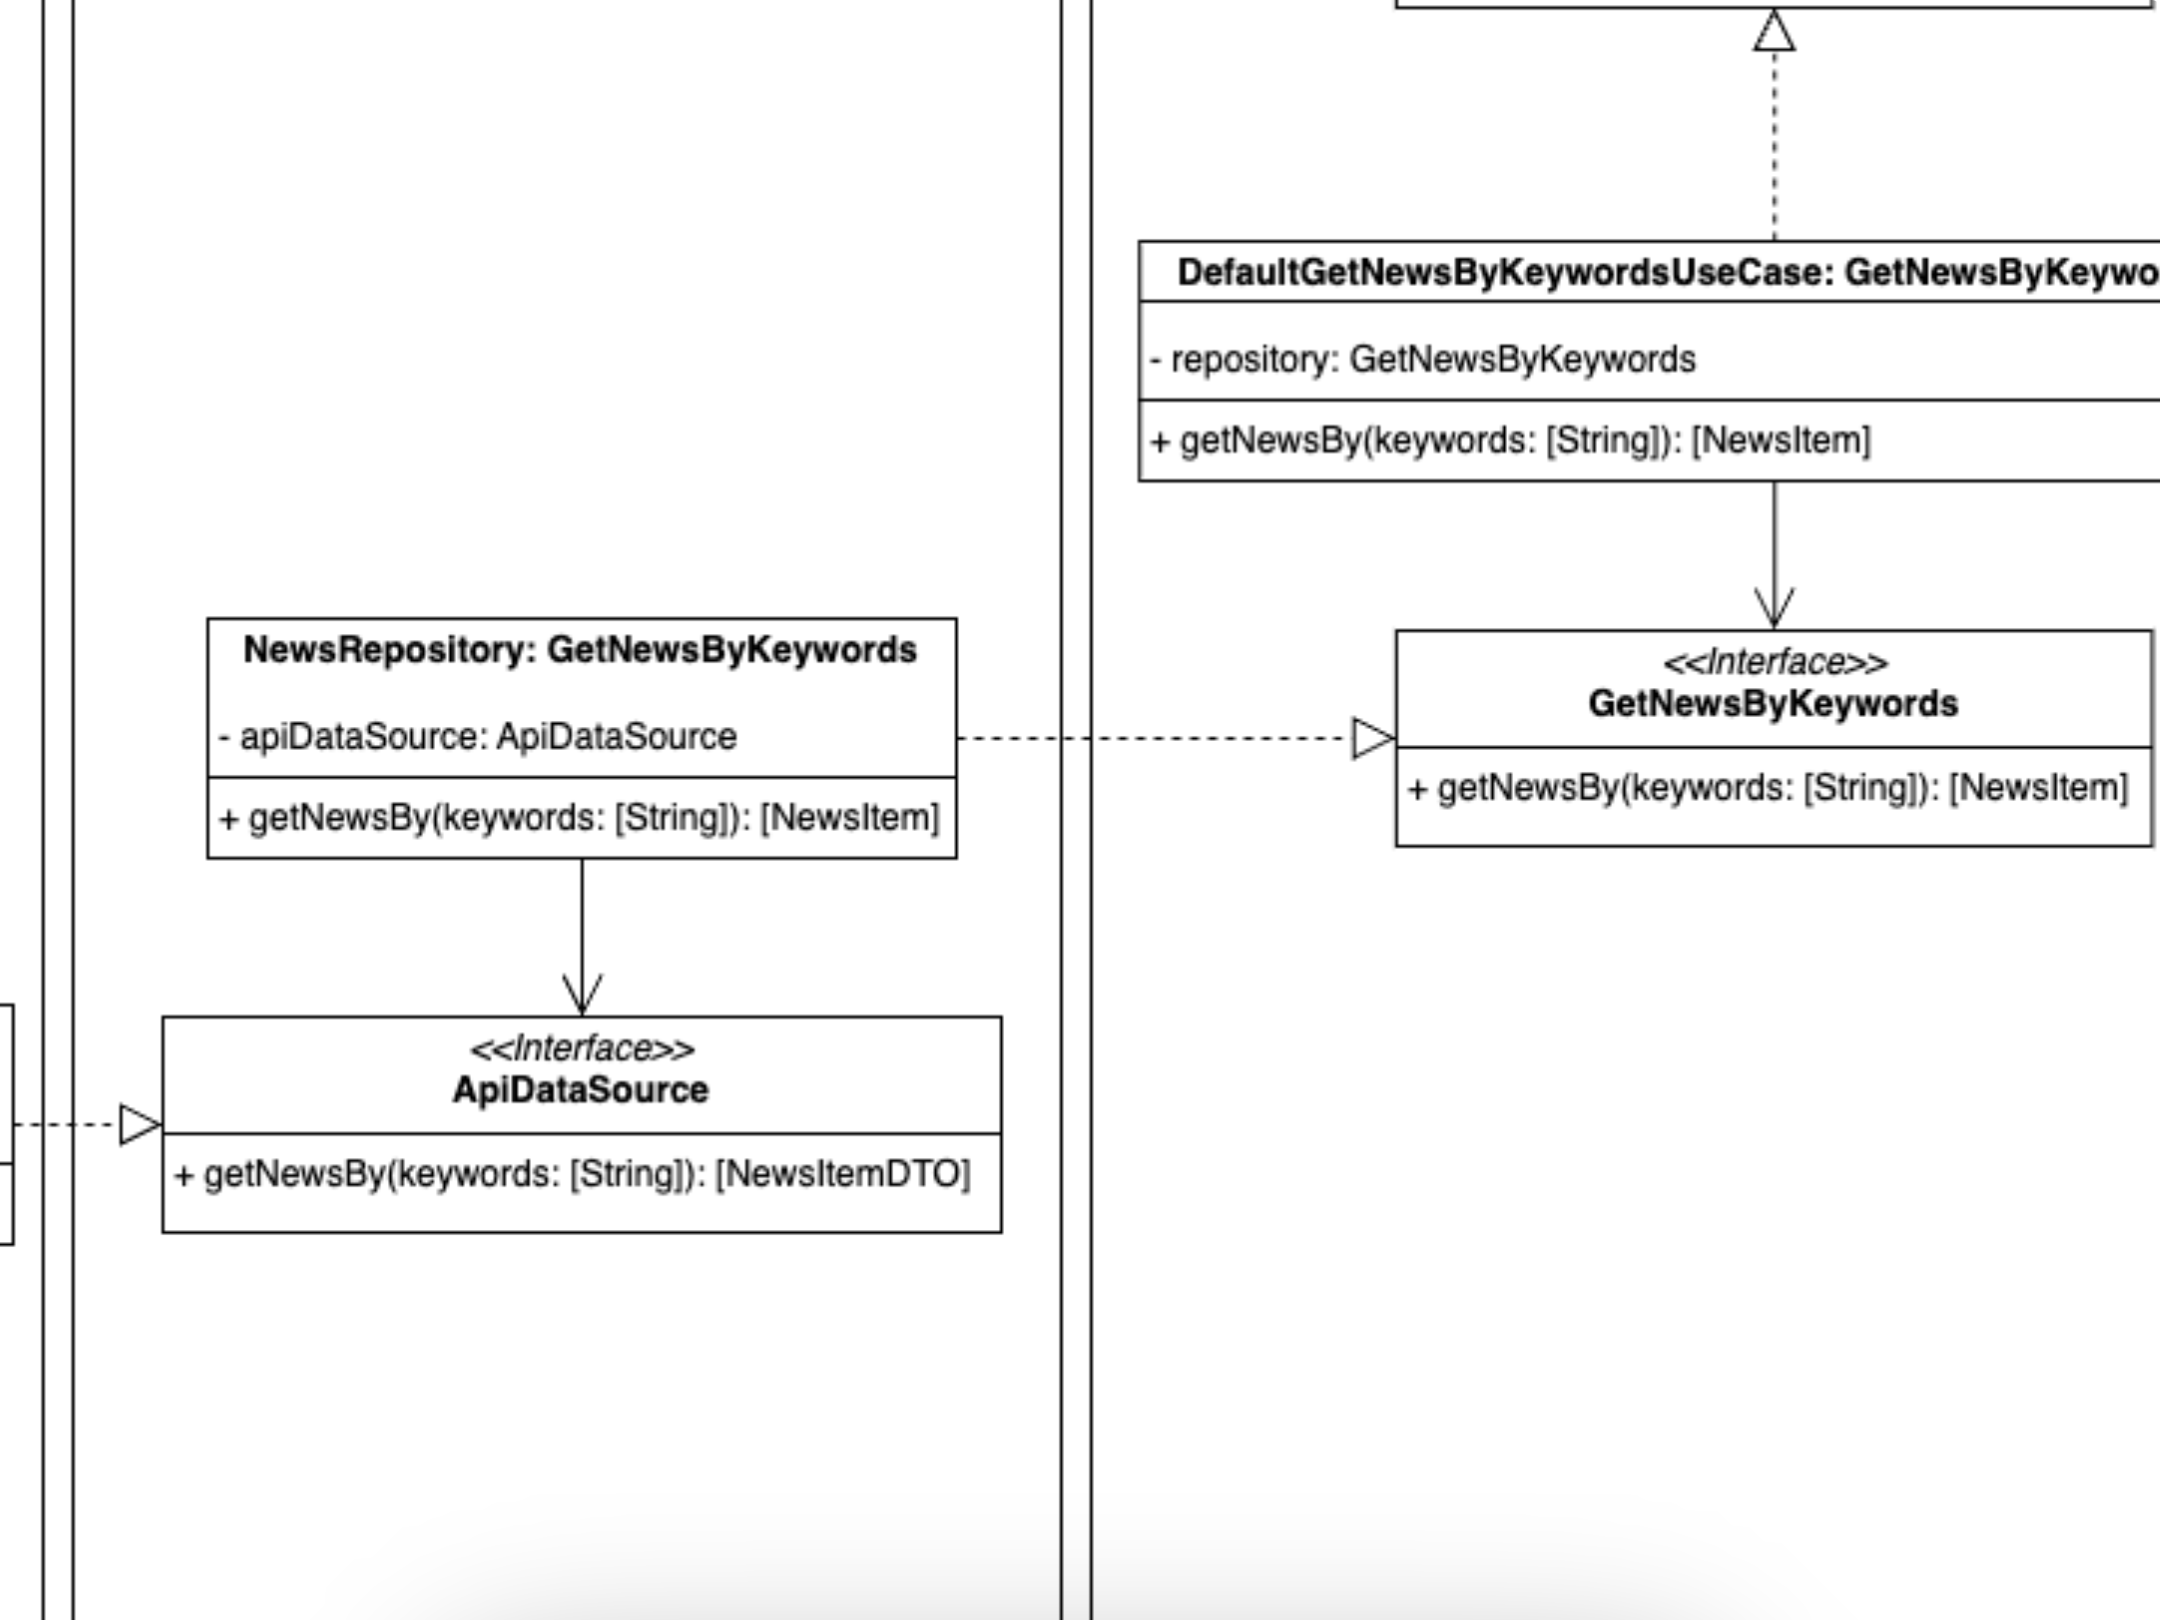 DefaultGetNewsByKeywordsUseCase: GetNewsByKeywo
- repository: GetNewsByKeywords
+ getNewsBy(keywords: [String]): [NewsItem]
NewsRepository: GetNewsByKeywords
- apiDataSource: ApiDataSource
+ getNewsBy(keywords: [String]): [NewsItem]
<<Interface>>
GetNewsByKeywords
+ getNewsBy(keywords: [String]): [NewsItem]
<<Interface>>
ApiDataSource
+ getNewsBy(keywords: [String]): [NewsItemDTO]